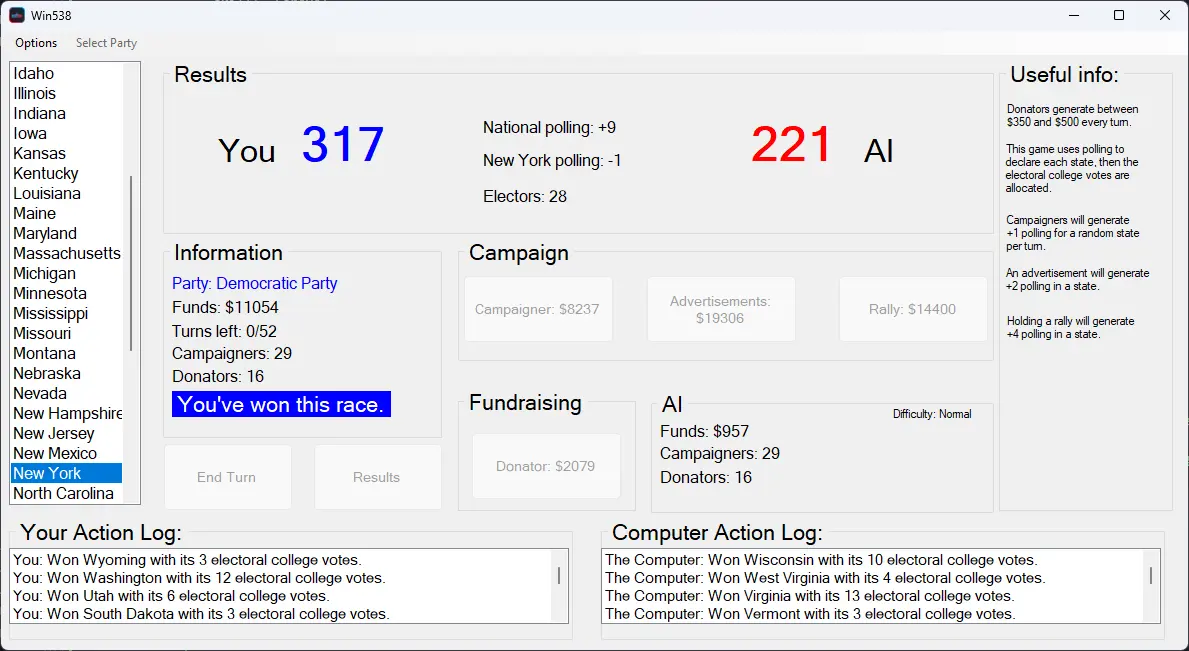 Win538
Options Select Party
Idaho
Illinois
Indiana
Iowa
Kansas
Kentucky
Louisiana
Maine
Maryland
Massachusetts
Michigan
Minnesota
Mississippi
Missouri
Montana
Nebraska
Nevada
New Hampshire
New Jersey
New Mexico
New York
North Carolina
Results
You 317
National polling: +9
New York polling: -1
Electors: 28
221 AI
Useful info:
Donators generate between
$350 and $500 every turn.
This game uses polling to
declare each state, then the
electoral college votes are
allocated.
Campaigners will generate
+1 polling for a random state
per turn.
An advertisement will generate
+2 polling in a state.
Holding a rally will generate
+4 polling in a state.
Information
Party: Democratic Party
Funds: $11054
Turns left: 0/52
Campaigners: 29
Donators: 16
You've won this race.
End Turn
Results
Campaign
Campaigner: $8237
Advertisements:
$19306
Rally: $14400
Fundraising
Donator: $2079
AI
Difficulty: Normal
Funds: $957
Campaigners: 29
Donators: 16
Your Action Log:
You: Won Wyoming with its 3 electoral college votes.
You: Won Washington with its 12 electoral college votes.
You: Won Utah with its 6 electoral college votes.
You: Won South Dakota with its 3 electoral college votes.
Computer Action Log:
The Computer: Won Wisconsin with its 10 electoral college votes.
The Computer: Won West Virginia with its 4 electoral college votes.
The Computer: Won Virginia with its 13 electoral college votes.
The Computer: Won Vermont with its 3 electoral college votes.